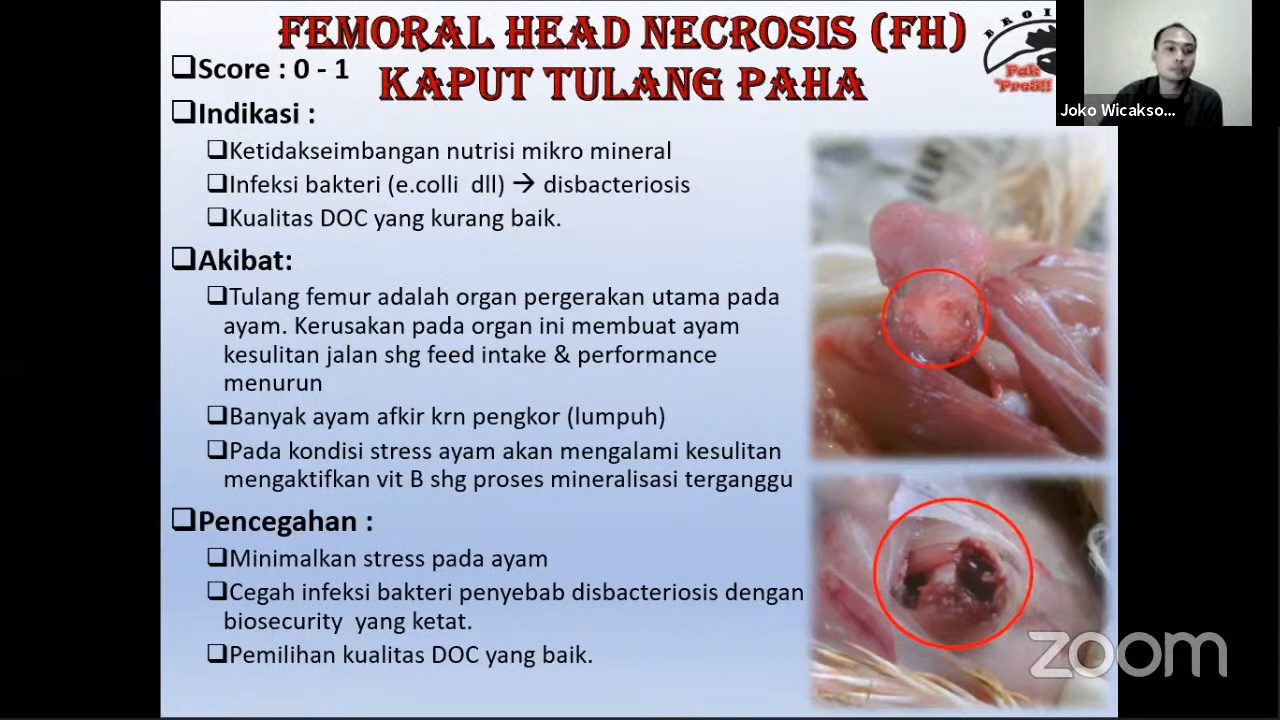 FEMORAL HEAD NECROSIS (FH)
KAPUT TULANG PAHA
BROI
Pak
"PreS!!
Joko Wicakso...
❑Score : 0 - 1
❑Indikasi :
❑Ketidakseimbangan nutrisi mikro mineral
❑Infeksi bakteri (e.colli dll) → disbacteriosis
❑Kualitas DOC yang kurang baik.
❑Akibat:
❑Tulang femur adalah organ pergerakan utama pada
ayam. Kerusakan pada organ ini membuat ayam
kesulitan jalan shg feed intake & performance
menurun
❑Banyak ayam afkir krn pengkor (lumpuh)
❑Pada kondisi stress ayam akan mengalami kesulitan
mengaktifkan vit B shg proses mineralisasi terganggu
❑Pencegahan :
❑Minimalkan stress pada ayam
❑Cegah infeksi bakteri penyebab disbacteriosis dengan
biosecurity yang ketat.
❑Pemilihan kualitas DOC yang baik.
zoom